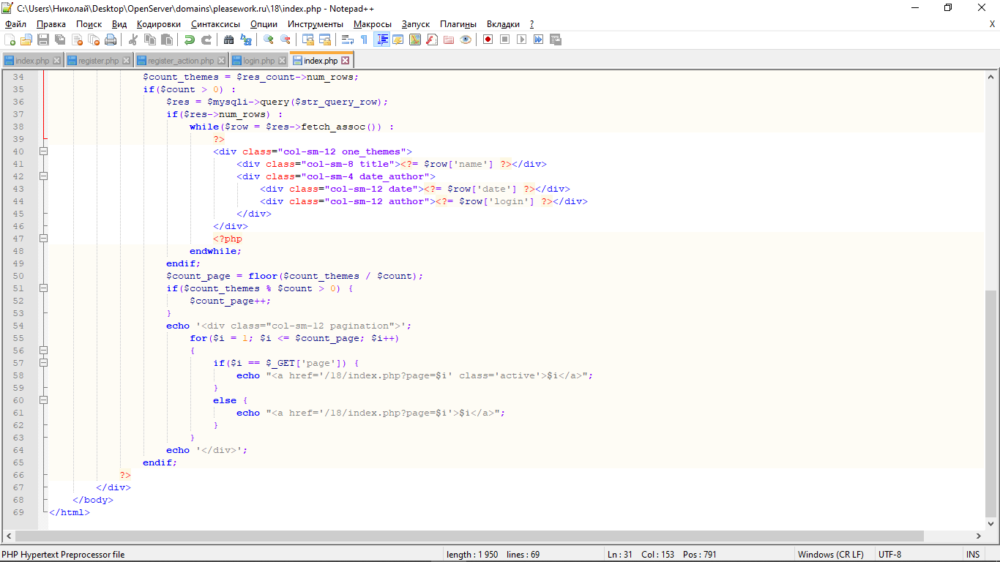 C:\Users\Николай\Desktop\OpenServer\domains\pleasework.ru\18\index.php - Notepad++
Файл Правка Поиск Вид Кодировки Синтаксисы Опции Инструменты Макросы Запуск Плагины Вкладки ? X
index.php register.php register_action.php login.php index.php
34 $count_themes = $res_count->num_rows;
35 if($count > 0) :
36 $res = $mysqli->query($str_query_row);
37 if($res->num_rows) :
38 while($row = $res->fetch_assoc()) :
39 ?>
40 <div class="col-sm-12 one_themes">
41 <div class="col-sm-8 title"><?= $row['name'] ?></div>
42 <div class="col-sm-4 date_author">
43 <div class="col-sm-12 date"><?= $row['date'] ?></div>
44 <div class="col-sm-12 author"><?= $row['login'] ?></div>
45 </div>
46 </div>
47 <?php
48 endwhile;
49 endif;
50 $count_page = floor($count_themes / $count);
51 if($count_themes % $count > 0) {
52 $count_page++;
53 }
54 echo '<div class="col-sm-12 pagination">';
55 for($i = 1; $i <= $count_page; $i++)
56 {
57 if($i == $_GET['page']) {
58 echo "<a href='/18/index.php?page=$i' class='active'>$i</a>";
59 }
60 else {
61 echo "<a href='/18/index.php?page=$i'>$i</a>";
62 }
63 }
64 echo '</div>';
65 endif;
66 ?>
67 </div>
68 </body>
69 </html>
PHP Hypertext Preprocessor file length : 1 950 lines : 69 Ln : 31 Col : 153 Pos : 791 Windows (CR LF) UTF-8 INS